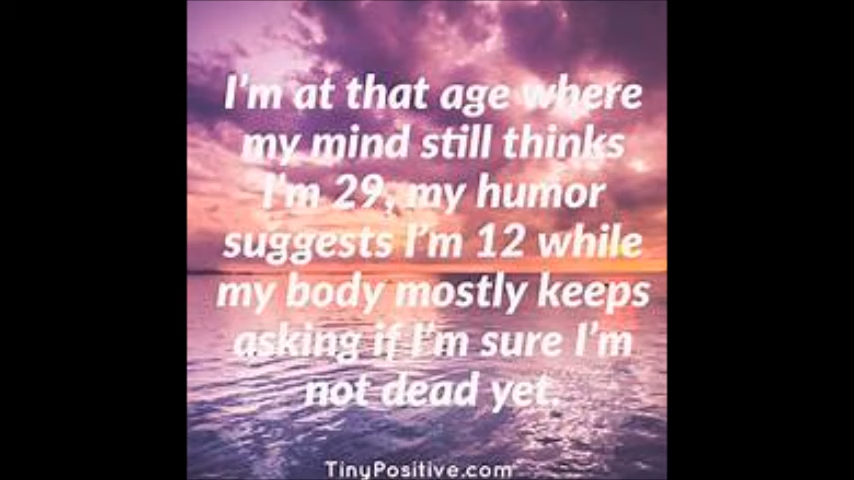 I'm at that age where
my mind still thinks
I'm 29, my humor
suggests I'm 12 while
my body mostly keeps
asking if I'm sure I'm
not dead yet.
TinyPositive.com